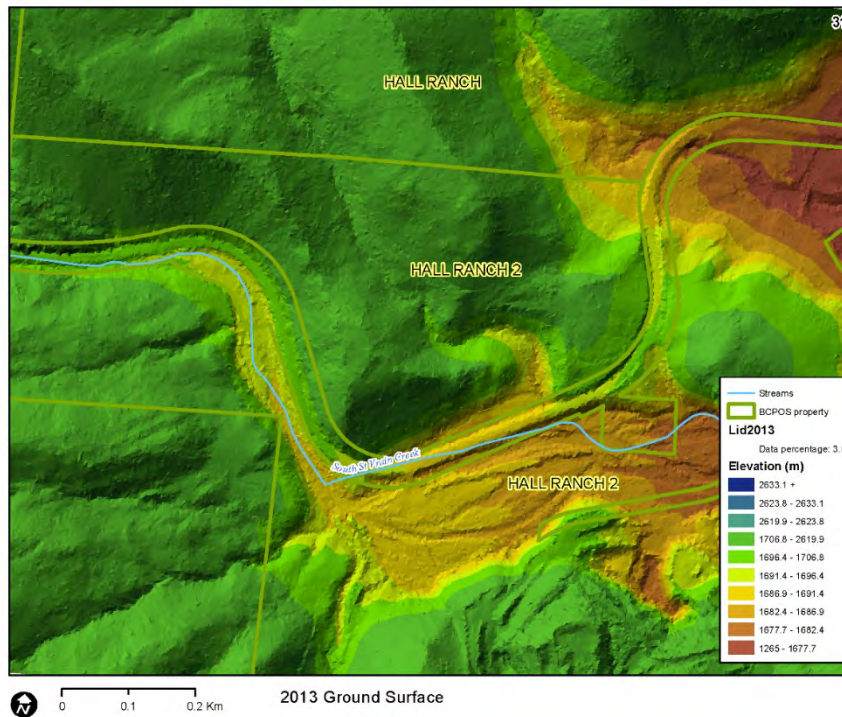 HALL RANCH
HALL RANCH 2
South St Vrain Creek
HALL RANCH 2
Streams
BCPOS property
Lid2013
Data percentage: 3.
Elevation (m)
2633.1 +
2623.8 - 2633.1
2619.9 - 2623.8
1706.8 - 2619.9
1696.4 - 1706.8
1691.4 - 1696.4
1686.9 - 1691.4
1682.4 - 1686.9
1677.7 - 1682.4
1265 - 1677.7
N
0 0.1 0.2 Km
2013 Ground Surface